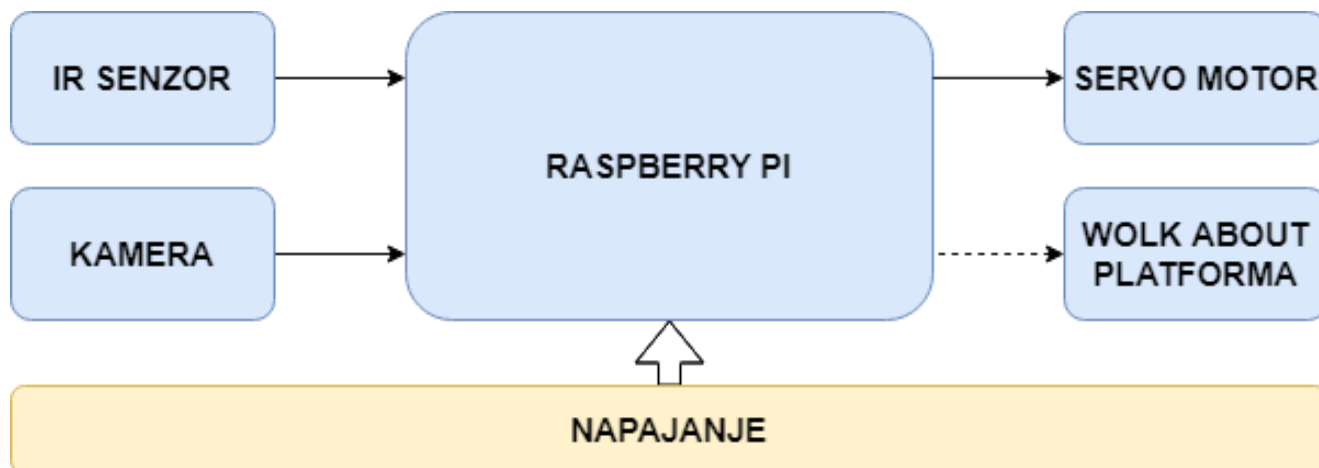 IR SENZOR
KAMERA
RASPBERRY PI
SERVO MOTOR
WOLK ABOUT
PLATFORMA
NAPAJANJE